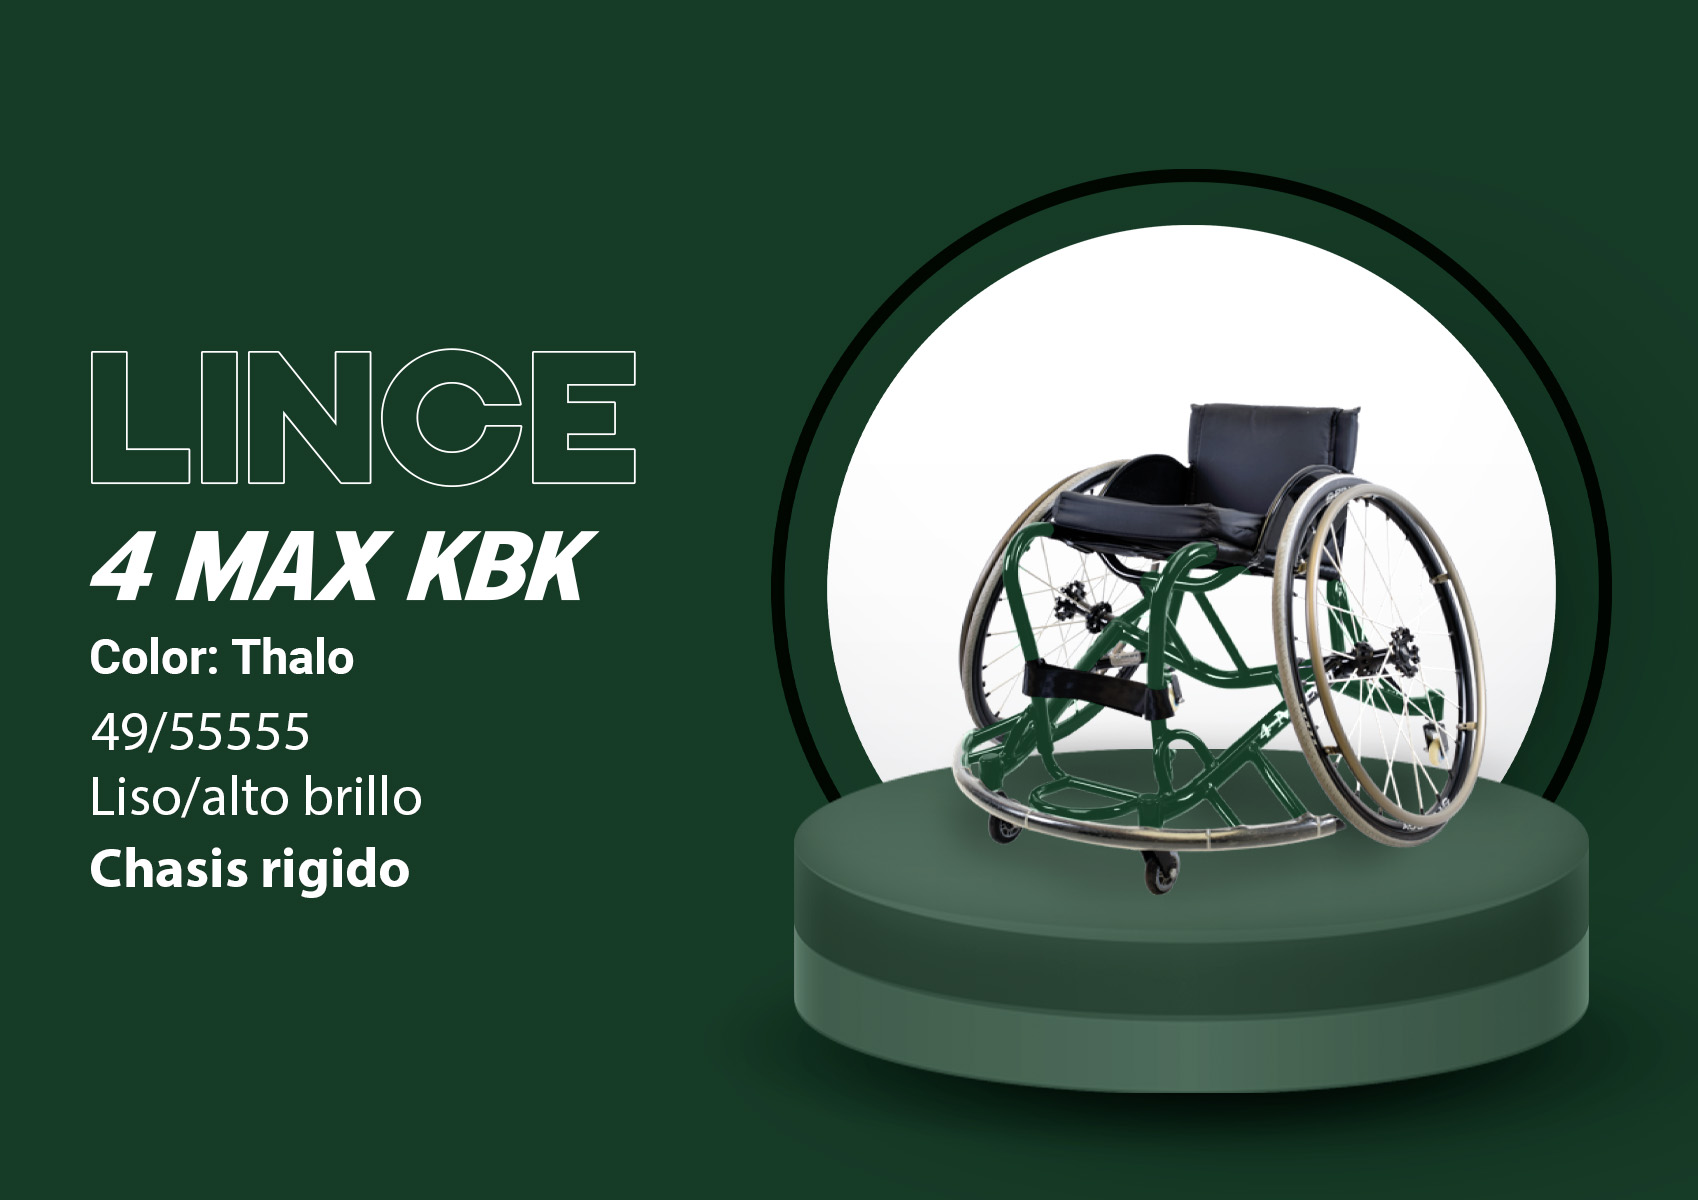 LINCE
4 MAX KBK
Color: Thalo
49/55555
Liso/alto brillo
Chasis rigido